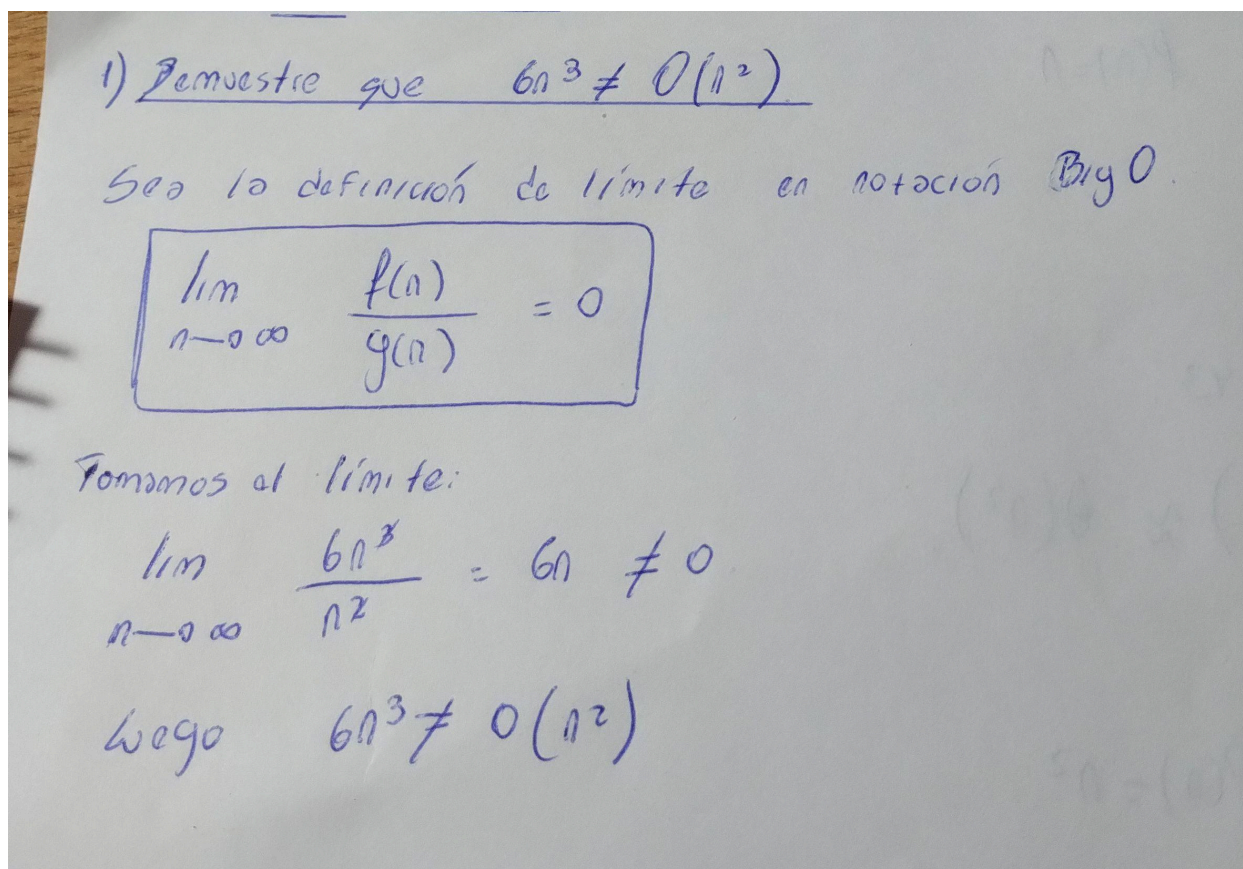 1) Demuestre que 6n³ ≠ O(n²)
Sea la definición de límite en notación Big O.
lim n→∞ f(n)/g(n) = 0
Tomamos el límite:
lim n→∞ 6n³/n² = 6n ≠ 0
Luego 6n³ ≠ O(n²)